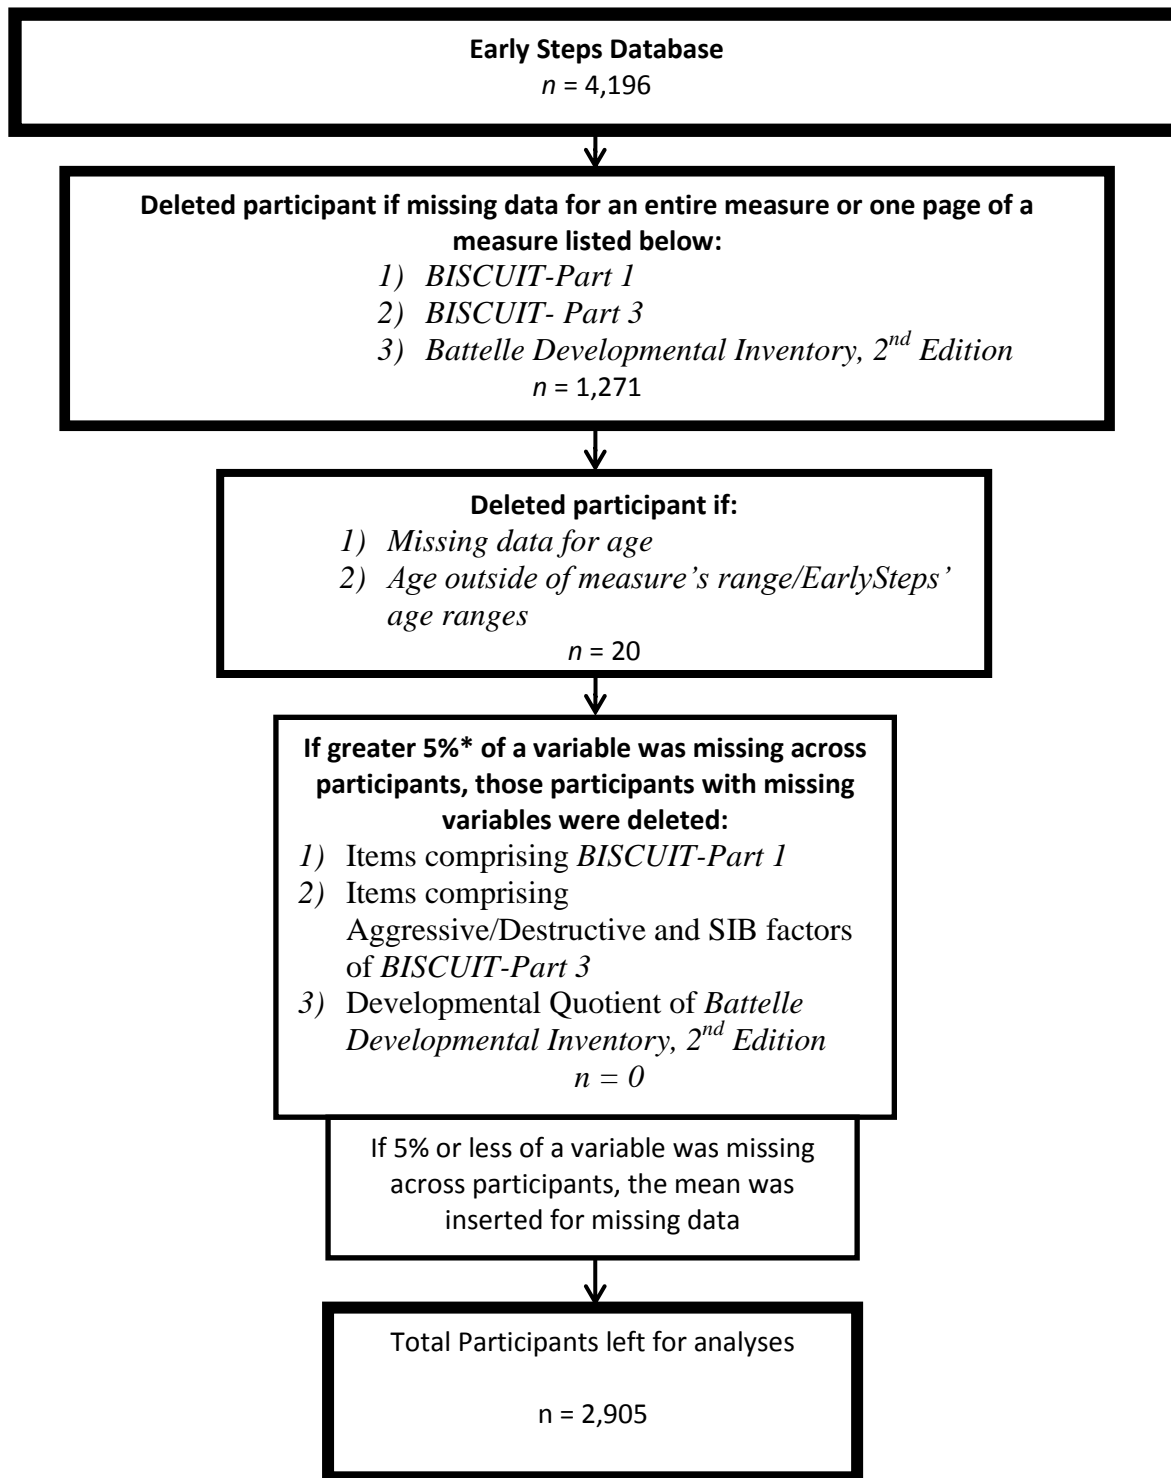 Early Steps Database
n = 4,196
Deleted participant if missing data for an entire measure or one page of a
measure listed below:
1) BISCUIT-Part 1
2) BISCUIT- Part 3
3) Battelle Developmental Inventory, 2nd Edition
n = 1,271
Deleted participant if:
1) Missing data for age
2) Age outside of measure’s range/EarlySteps’
age ranges
n = 20
If greater 5%* of a variable was missing across
participants, those participants with missing
variables were deleted:
1) Items comprising BISCUIT-Part 1
2) Items comprising
Aggressive/Destructive and SIB factors
of BISCUIT-Part 3
3) Developmental Quotient of Battelle
Developmental Inventory, 2nd Edition
n = 0
If 5% or less of a variable was missing
across participants, the mean was
inserted for missing data
Total Participants left for analyses
n = 2,905